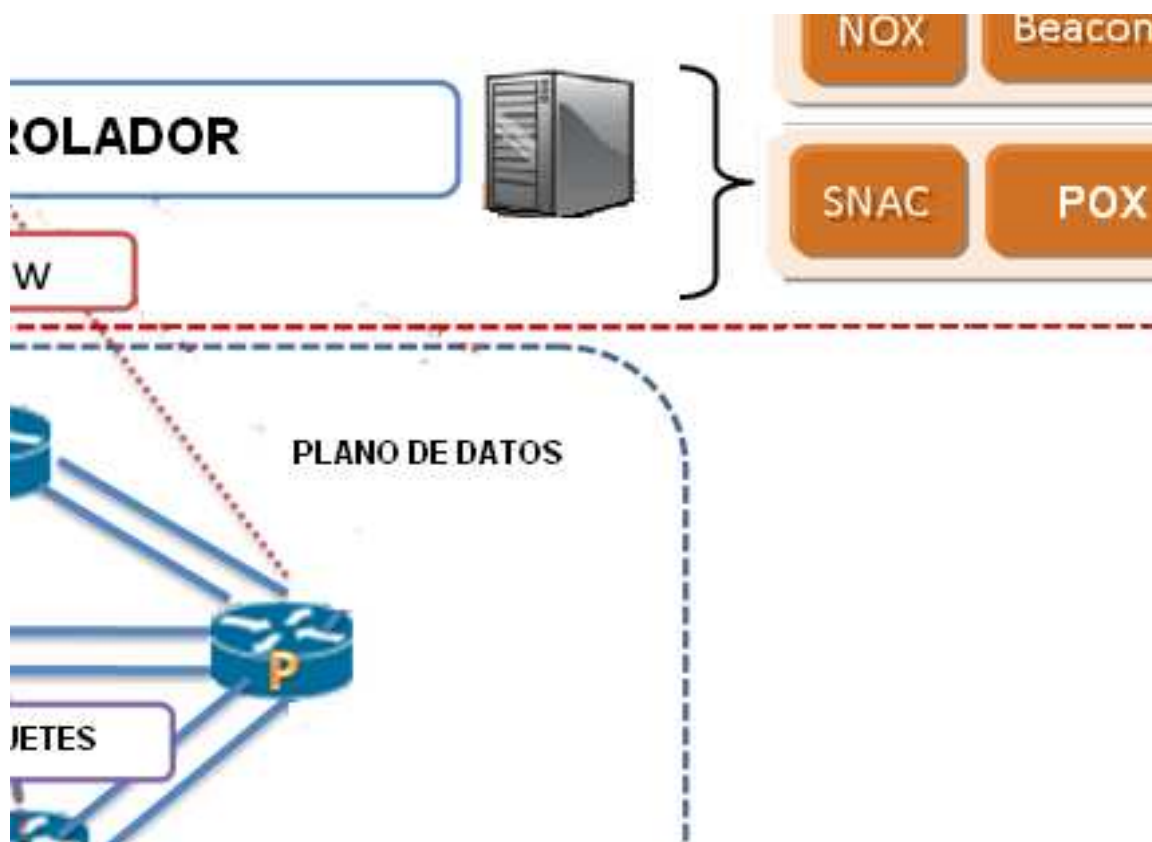 NOX
Beacon
ROLADOR
SNAC
POX
W
PLANO DE DATOS
P
UETES